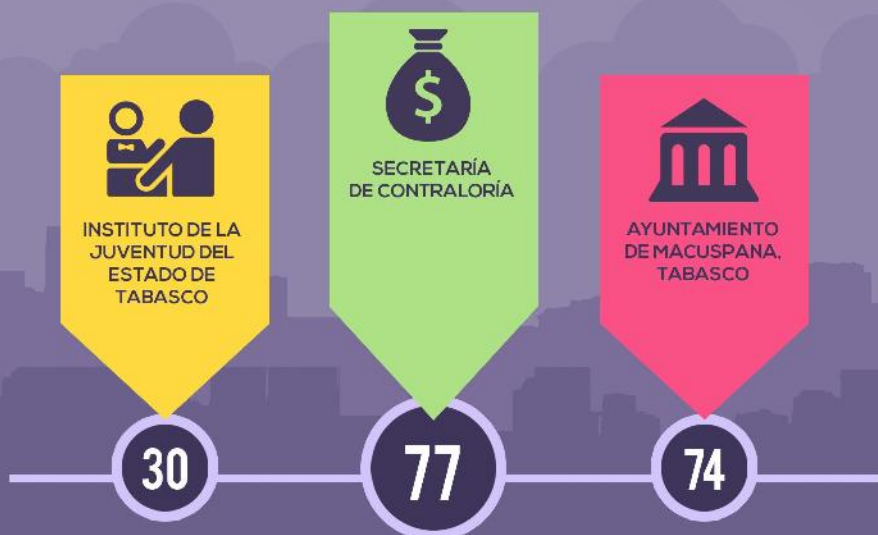 INSTITUTO DE LA
JUVENTUD DEL
ESTADO DE
TABASCO
30
$
SECRETARÍA
DE CONTRALORÍA
77
AYUNTAMIENTO
DE MACUSPANA,
TABASCO
74